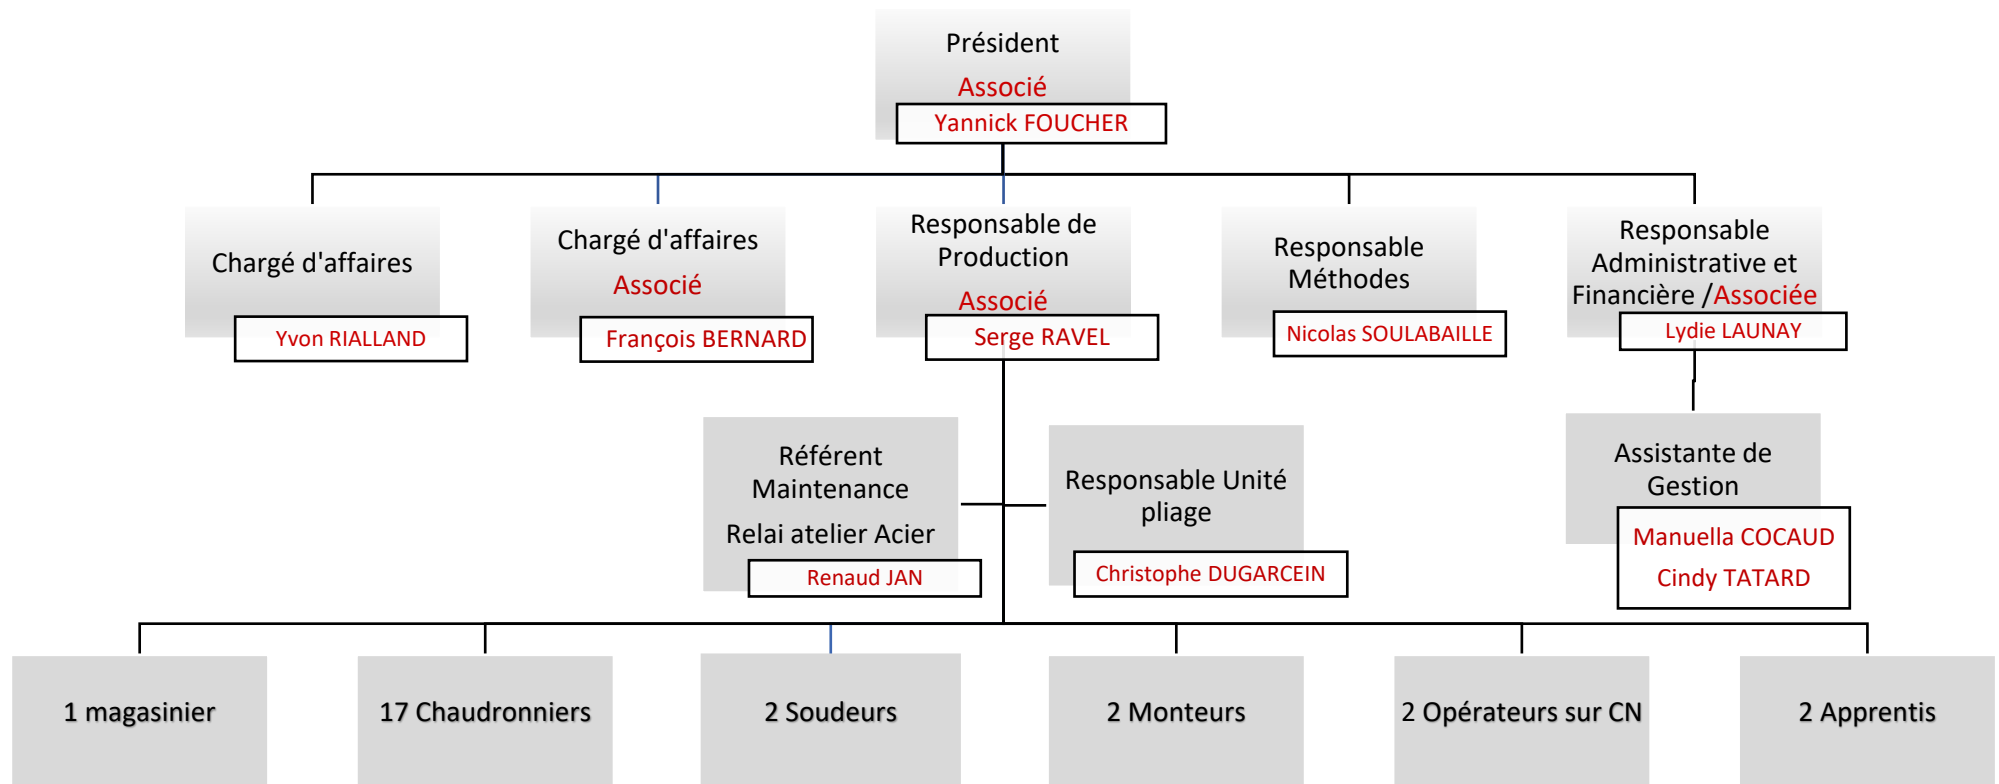 Président
Associé
Yannick FOUCHER
Chargé d'affaires
Yvon RIALLAND
Chargé d'affaires
Associé
François BERNARD
Responsable de
Production
Associé
Serge RAVEL
Responsable
Méthodes
Nicolas SOULABAILLE
Responsable
Administrative et
Financière /Associée
Lydie LAUNAY
Référent
Maintenance
Relai atelier Acier
Renaud JAN
Responsable Unité
pliage
Christophe DUGARCEIN
Assistante de
Gestion
Manuella COCAUD
Cindy TATARD
1 magasinier
17 Chaudronniers
2 Soudeurs
2 Monteurs
2 Opérateurs sur CN
2 Apprentis